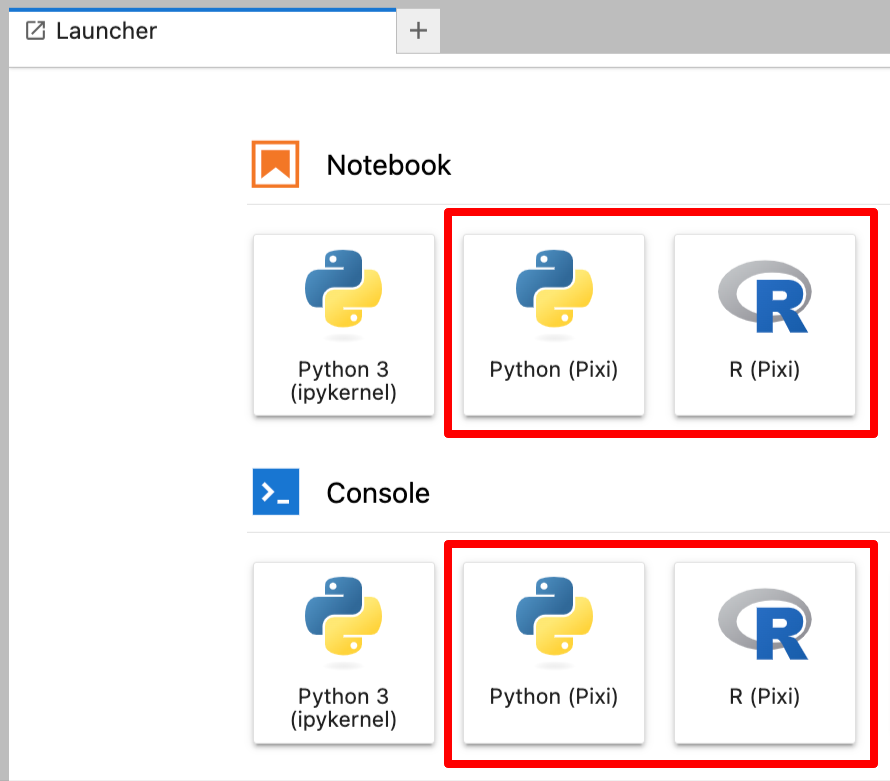 Launcher
Notebook
Python 3
(ipykernel)
Python (Pixi)
R (Pixi)
Console
Python 3
(ipykernel)
Python (Pixi)
R (Pixi)